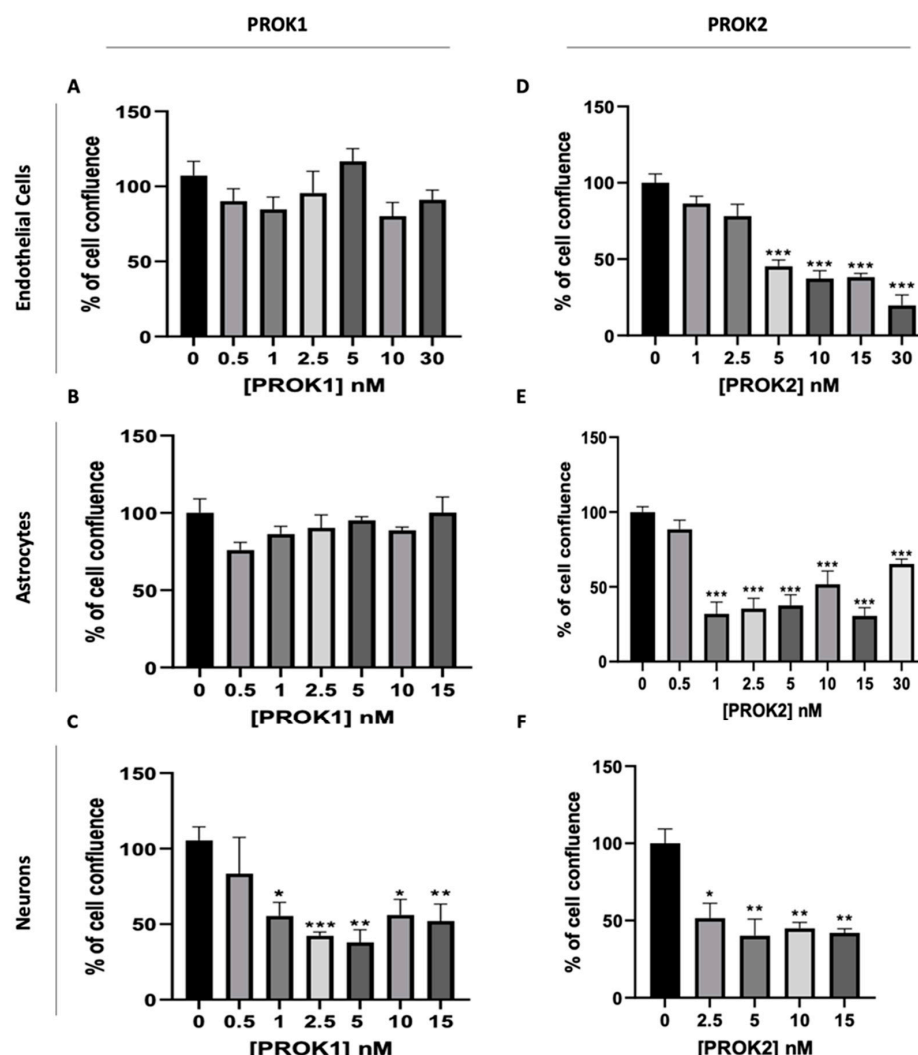 PROK1
PROK2
Endothelial Cells
A
% of cell confluence
150
100
50
0
0 0.5 1 2.5 5 10 30
[PROK1] nM
D
% of cell confluence
150
100
50
0
*** *** *** ***
0 1 2.5 5 10 15 30
[PROK2] nM
Astrocytes
B
% of cell confluence
150
100
50
0
0 0.5 1 2.5 5 10 15
[PROK1] nM
E
% of cell confluence
150
100
50
0
*** *** *** *** *** ***
0 0.5 1 2.5 5 10 15 30
[PROK2] nM
Neurons
C
% of cell confluence
150
100
50
0
* *** ** * **
0 0.5 1 2.5 5 10 15
[PROK1] nM
F
% of cell confluence
150
100
50
0
* ** ** **
0 2.5 5 10 15
[PROK2] nM